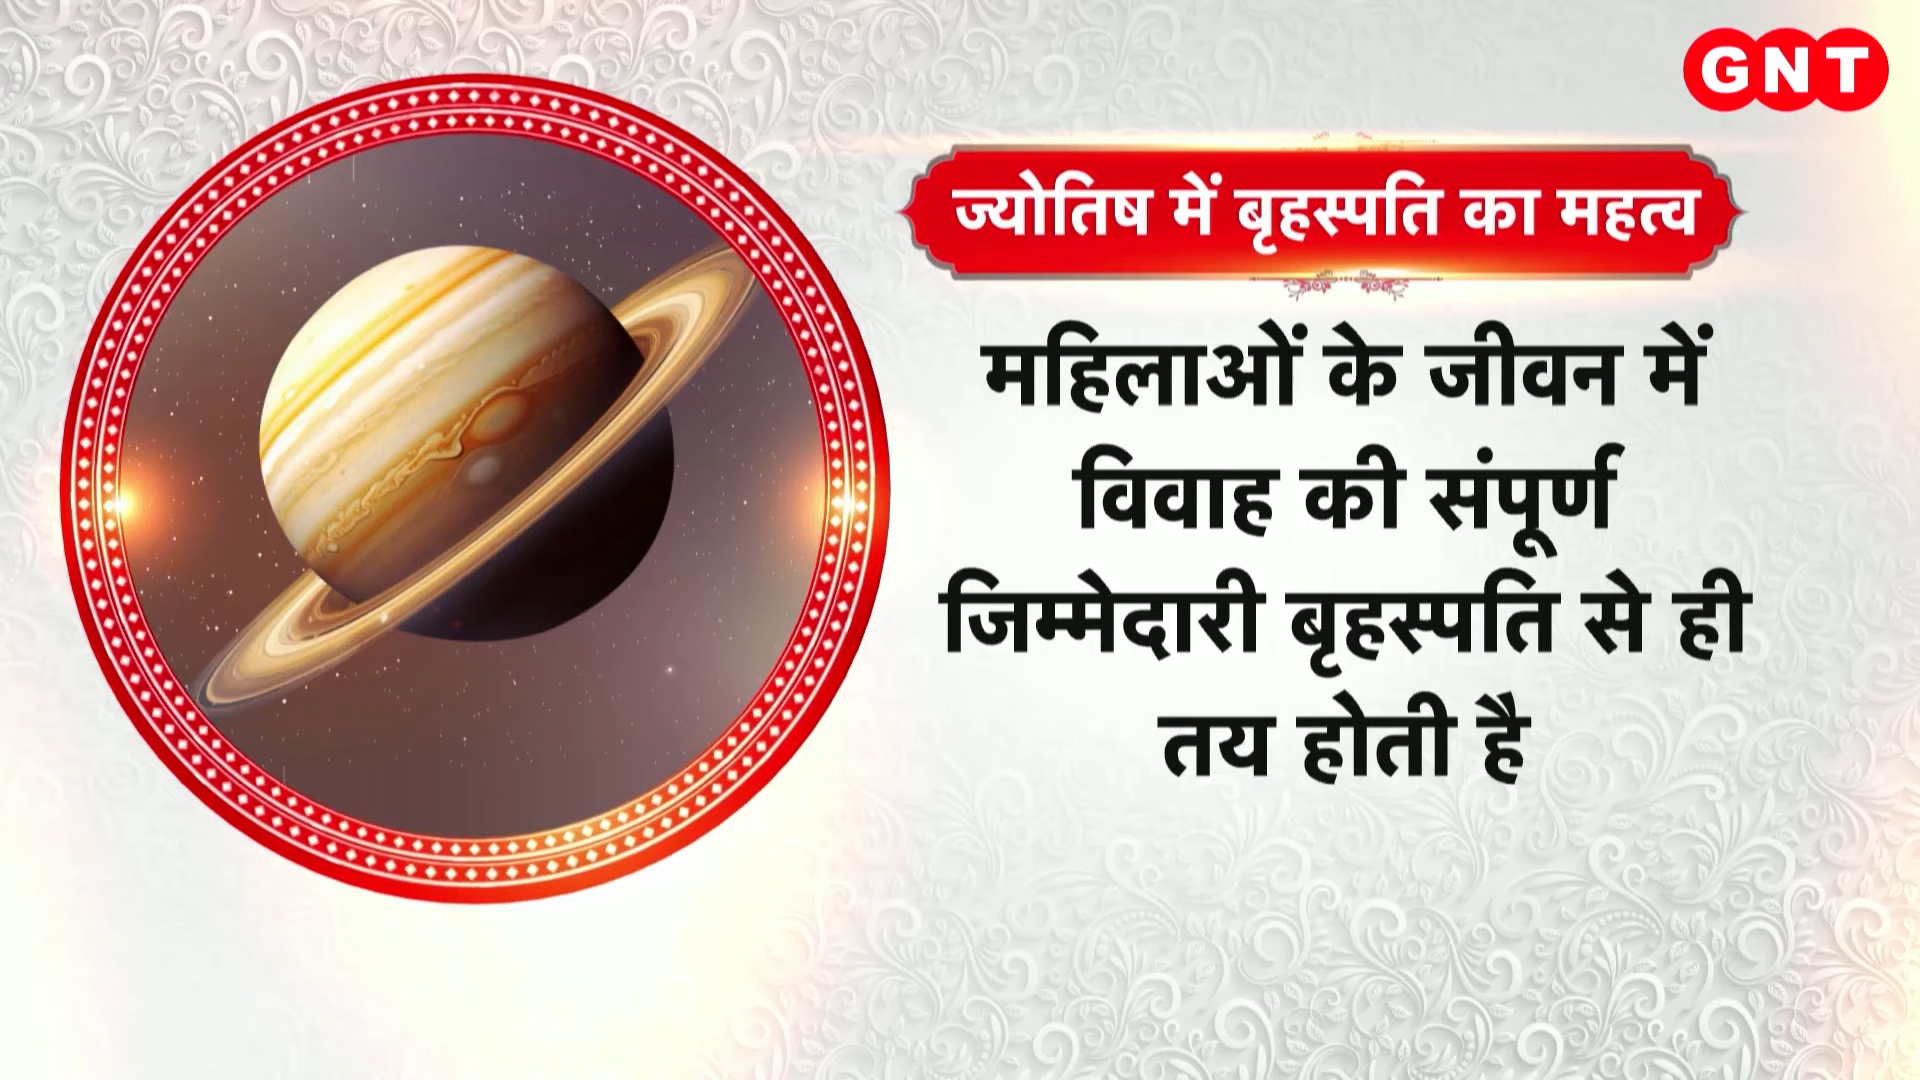 GNT
ज्योतिष में बृहस्पति का महत्व
महिलाओं के जीवन में
विवाह की संपूर्ण
जिम्मेदारी बृहस्पति से ही
तय होती है